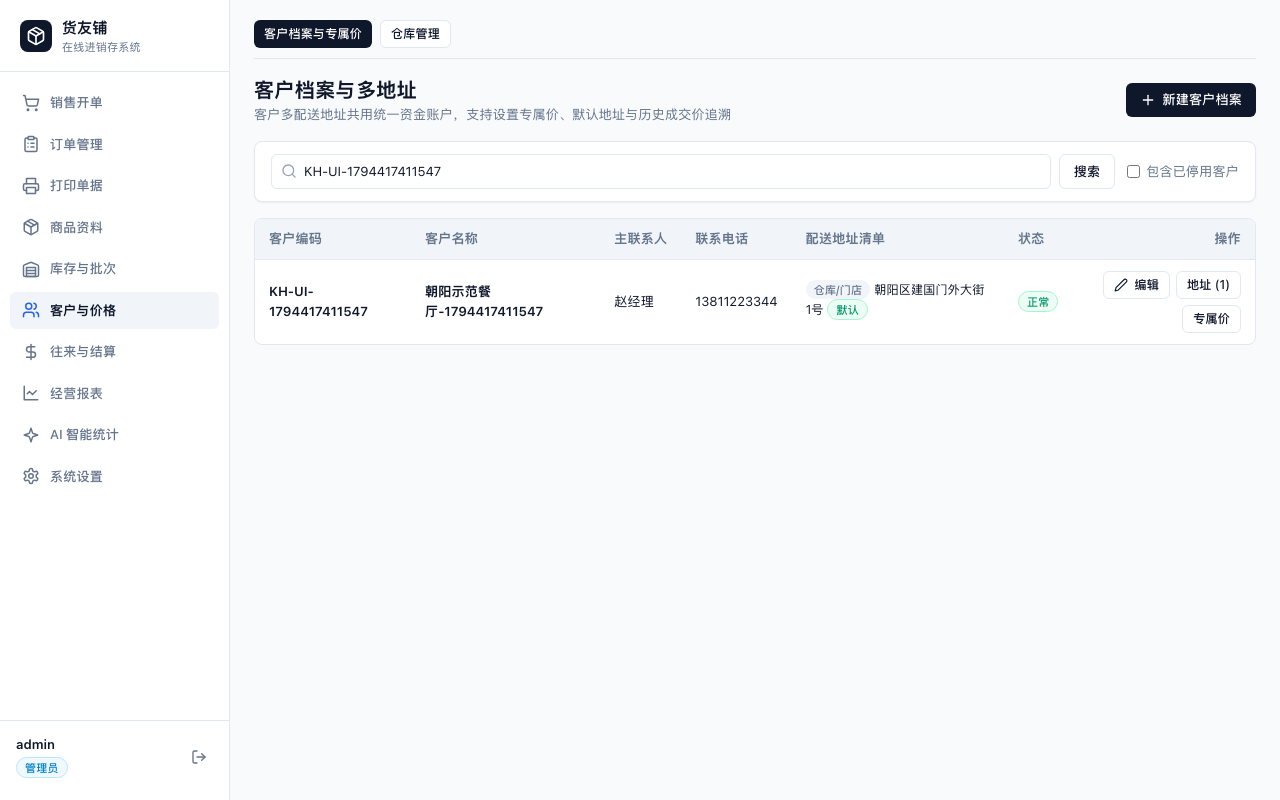 货友铺
在线进销存系统
销售开单
订单管理
打印单据
商品资料
库存与批次
客户与价格
往来与结算
经营报表
AI 智能统计
系统设置
admin
管理员
客户档案与专属价
仓库管理
客户档案与多地址
客户多配送地址共用统一资金账户，支持设置专属价、默认地址与历史成交价追溯
新建客户档案
KH-UI-1794417411547
搜索
包含已停用客户
客户编码 客户名称 主联系人 联系电话 配送地址清单 状态 操作
KH-UI-
1794417411547
朝阳示范餐
厅-1794417411547
赵经理
13811223344
仓库/门店 朝阳区建国门外大街
1号 默认
正常
编辑 地址 (1)
专属价